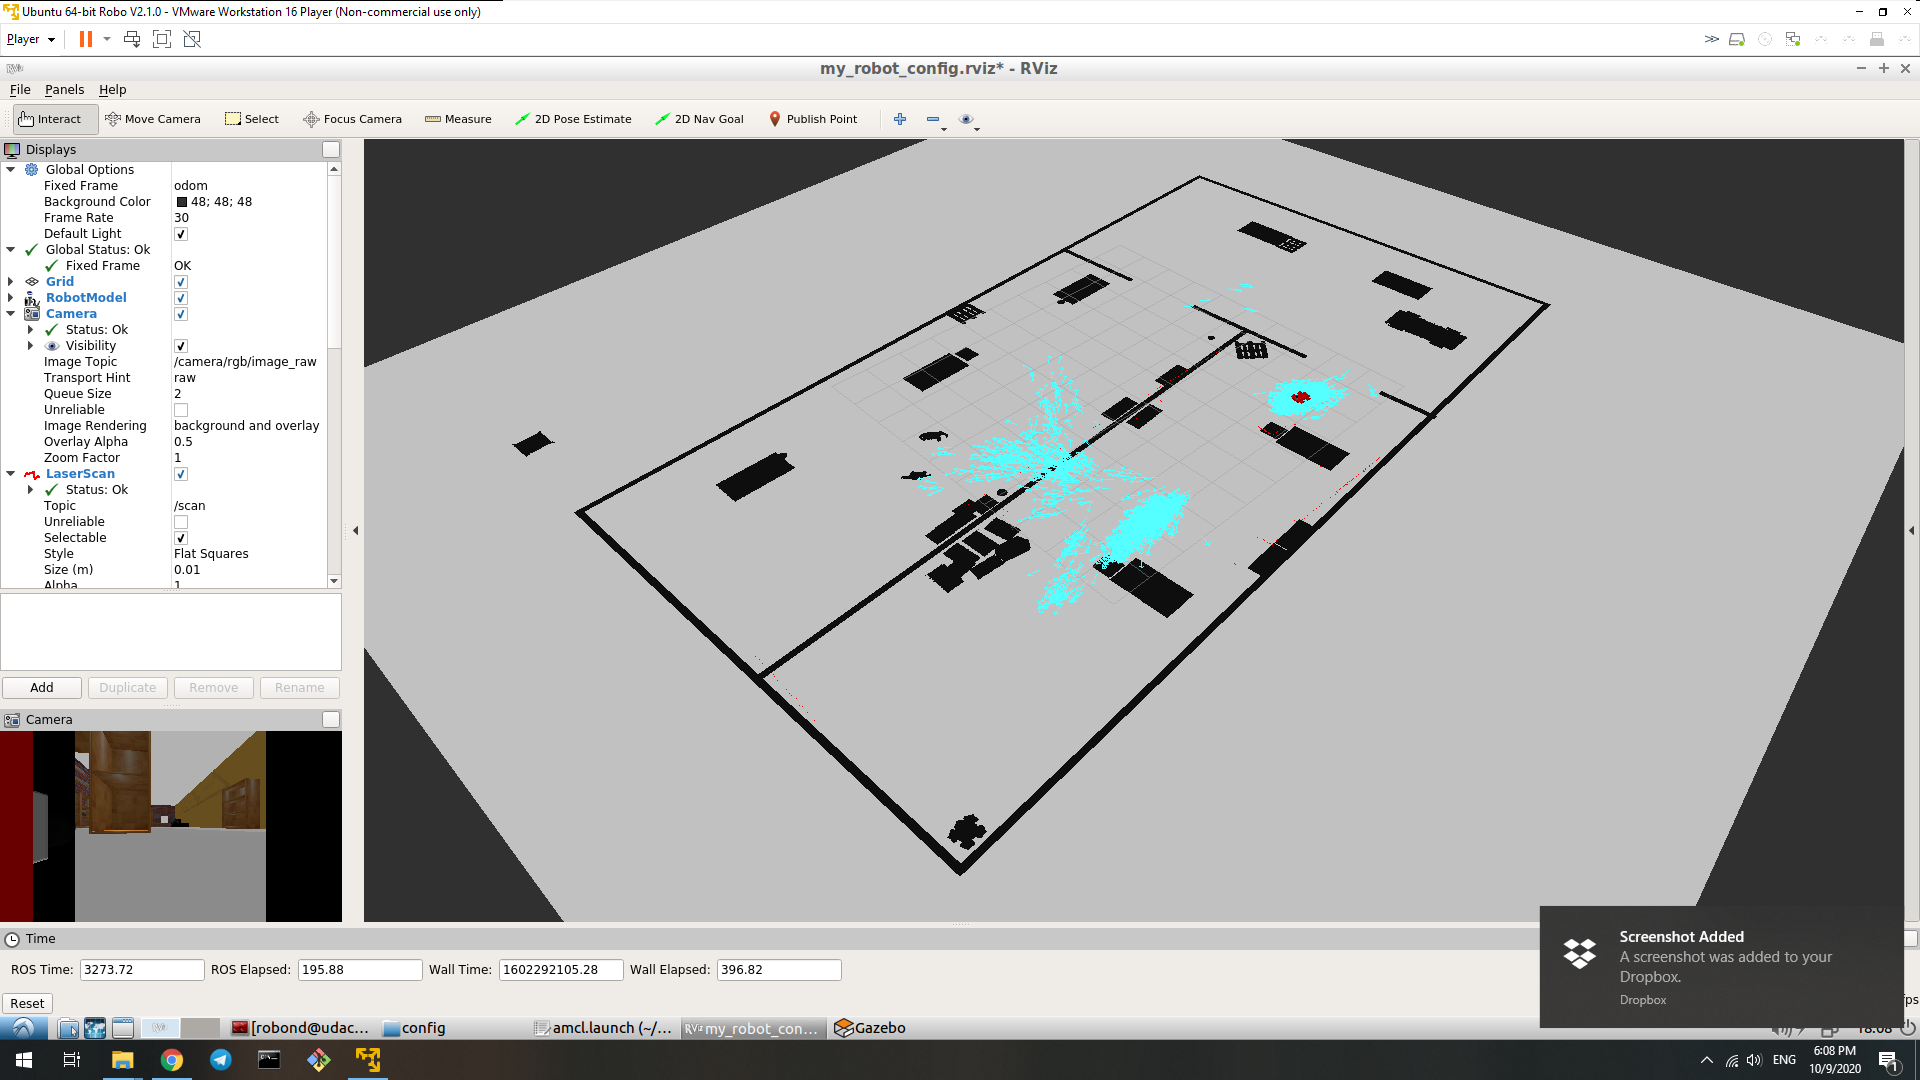 Ubuntu 64-bit Robo V2.1.0 - VMware Workstation 16 Player (Non-commercial use only)
Player
my_robot_config.rviz* - RViz
File Panels Help
Interact Move Camera Select Focus Camera Measure 2D Pose Estimate 2D Nav Goal Publish Point
Displays
Global Options
Fixed Frame odom
Background Color 48; 48; 48
Frame Rate 30
Default Light
Global Status: Ok
Fixed Frame OK
Grid
RobotModel
Camera
Status: Ok
Visibility
Image Topic /camera/rgb/image_raw
Transport Hint raw
Queue Size 2
Unreliable
Image Rendering background and overlay
Overlay Alpha 0.5
Zoom Factor 1
LaserScan
Status: Ok
Topic /scan
Unreliable
Selectable
Style Flat Squares
Size (m) 0.01
Alpha 1
Add Duplicate Remove Rename
Camera
Time
ROS Time: 3273.72 ROS Elapsed: 195.88 Wall Time: 1602292105.28 Wall Elapsed: 396.82
Reset
Screenshot Added
A screenshot was added to your
Dropbox.
Dropbox
[robond@udac... config amcl.launch (~/... RViz my_robot_con... Gazebo 18:08
ENG
6:08 PM
10/9/2020
1